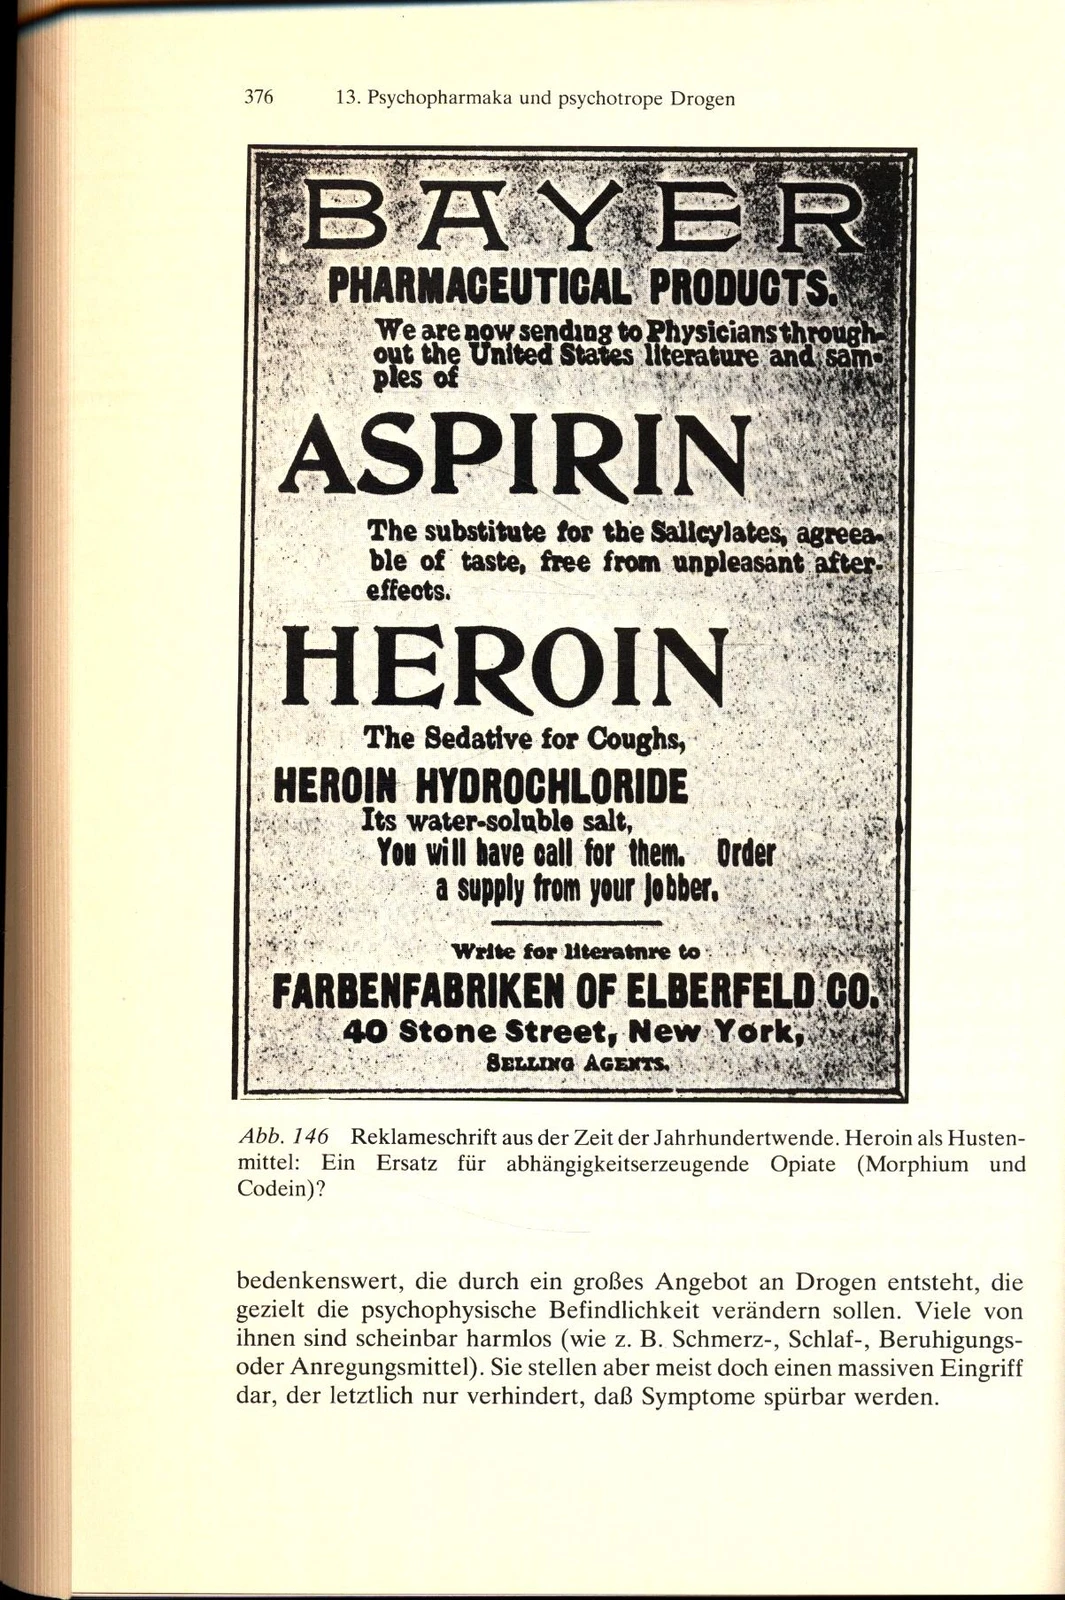 376 13. Psychopharmaka und psychotrope Drogen
BAYER
PHARMACEUTICAL PRODUCTS.
We are now sending to Physicians through-
out the United States literature and sam-
ples of
ASPIRIN
The substitute for the Salicylates, agreea-
ble of taste, free from unpleasant after-
effects.
HEROIN
The Sedative for Coughs,
HEROIN HYDROCHLORIDE
Its water-soluble salt,
You will have call for them. Order
a supply from your jobber.
Write for literatnre to
FARBENFABRIKEN OF ELBERFELD CO.
40 Stone Street, New York,
SELLING AGENTS.
Abb. 146 Reklameschrift aus der Zeit der Jahrhundertwende. Heroin als Husten-
mittel: Ein Ersatz für abhängigkeitserzeugende Opiate (Morphium und
Codein)?
bedenkenswert, die durch ein großes Angebot an Drogen entsteht, die
gezielt die psychophysische Befindlichkeit verändern sollen. Viele von
ihnen sind scheinbar harmlos (wie z. B. Schmerz-, Schlaf-, Beruhigungs-
oder Anregungsmittel). Sie stellen aber meist doch einen massiven Eingriff
dar, der letztlich nur verhindert, daß Symptome spürbar werden.